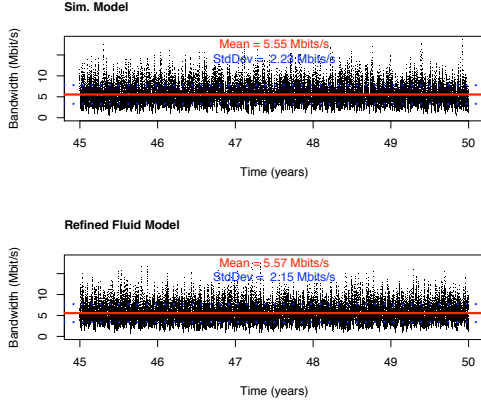 Sim. Model
Mean = 5.55 Mbits/s
StdDev = 2.23 Mbits/s
Bandwidth (Mbit/s)
10
5
0
45 46 47 48 49 50
Time (years)
Refined Fluid Model
Mean = 5.57 Mbits/s
StdDev = 2.15 Mbits/s
Bandwidth (Mbit/s)
10
5
0
45 46 47 48 49 50
Time (years)